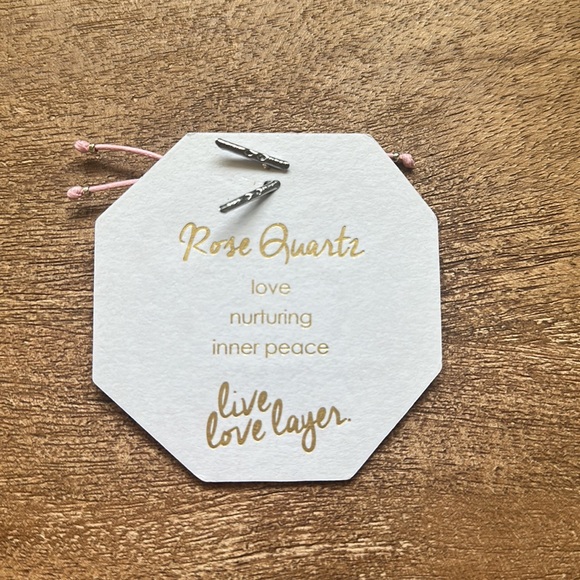 Rose Quartz
love
nurturing
inner peace
live
love layer.